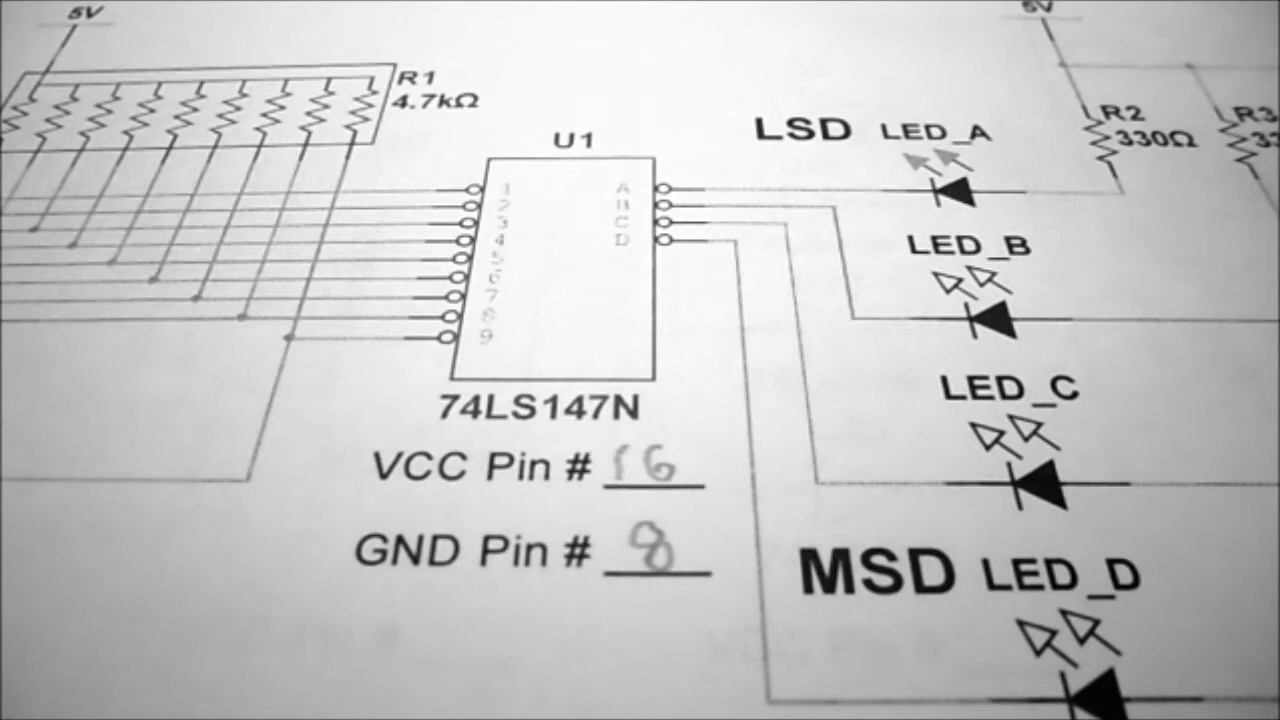 5V
5V
R1
4.7kΩ
U1
LSD LED_A
R2
330Ω
R3
1
2
3
4
5
6
7
8
9
A
B
C
D
LED_B
LED_C
74LS147N
VCC Pin # 16
GND Pin # 8
MSD LED_D